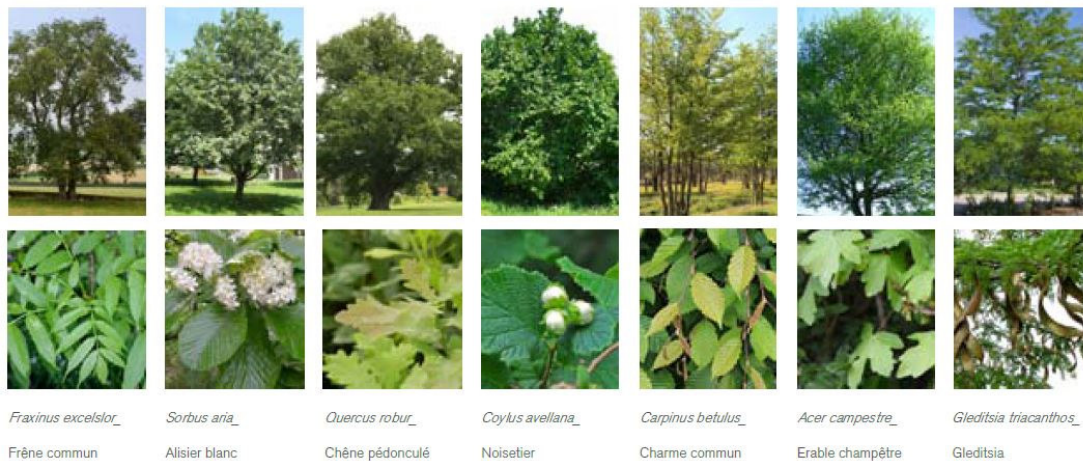 Fraxinus excelslor_
Sorbus aria_
Quercus robur_
Coylus avellana_
Carpinus betulus_
Acer campestre_
Gleditsia triacanthos_
Frêne commun
Alisier blanc
Chêne pédonculé
Noisetier
Charme commun
Erable champêtre
Gleditsia